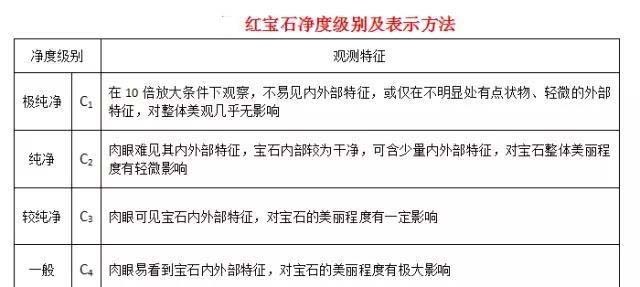 红宝石净度级别及表示方法
净度级别 观测特征
极纯净 C₁ 在 10 倍放大条件下观察，不易见内外部特征，或仅在不明显处有点状物、轻微的外部
特征，对整体美观几乎无影响
纯净 C₂ 肉眼难见其内外部特征，宝石内部较为干净，可含少量内外部特征，对宝石整体美丽程
度有轻微影响
较纯净 C₃ 肉眼可见宝石内外部特征，对宝石的美丽程度有一定影响
一般 C₄ 肉眼易看到宝石内外部特征，对宝石的美丽程度有极大影响